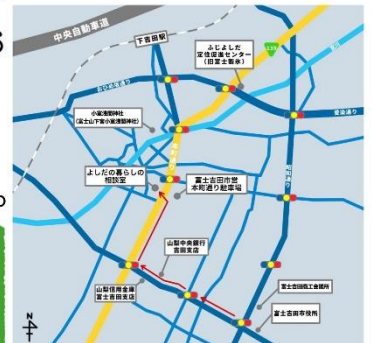 中央自動車道
下吉田駅
ふじよしだ
定住促進センター
(旧富士製氷)
小室浅間神社
(富士山下宮小室浅間神社)
よしだの暮らしの
相談室
富士吉田市営
本町通り駐車場
山梨中央銀行
吉田支店
山梨信用金庫
富士吉田支店
富士吉田商工会議所
富士吉田市役所
N